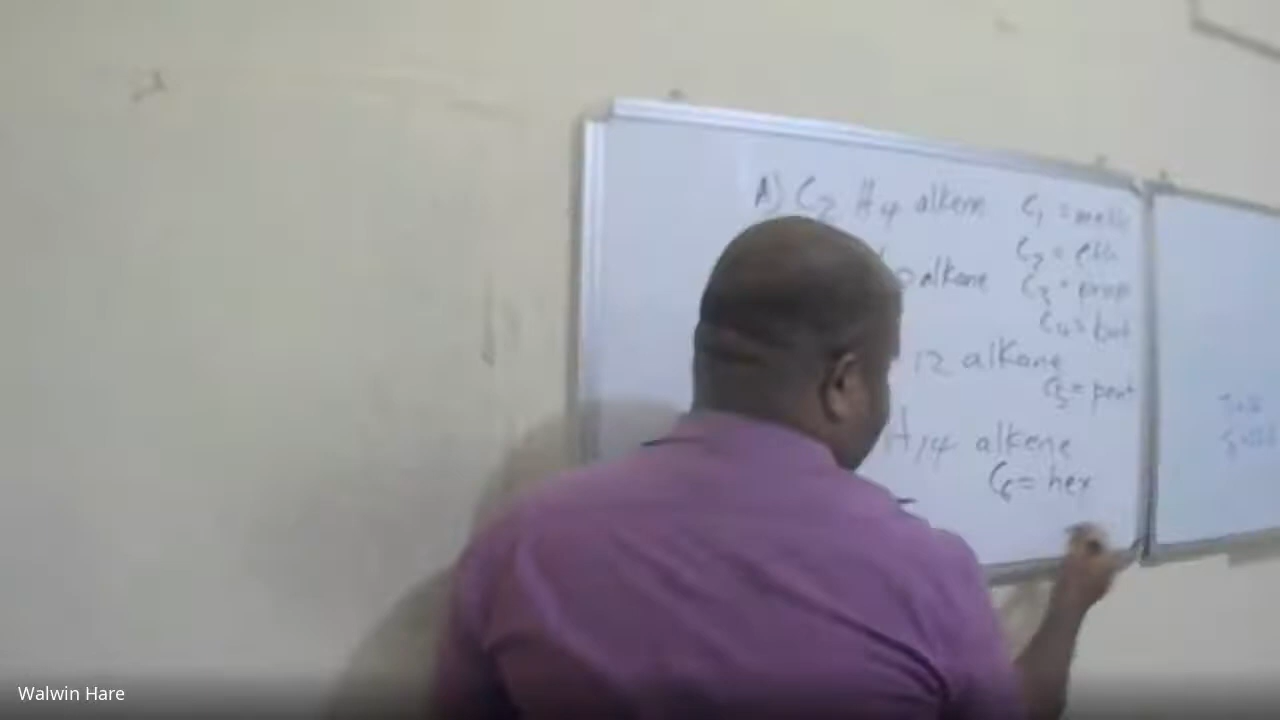 A) C2 H4 alkene C1 = meth
C2 = eth
alkane C3 = prop
C4 = but
12 alkane
C5 = pent
H14 alkene
C6 = hex
Walwin Hare